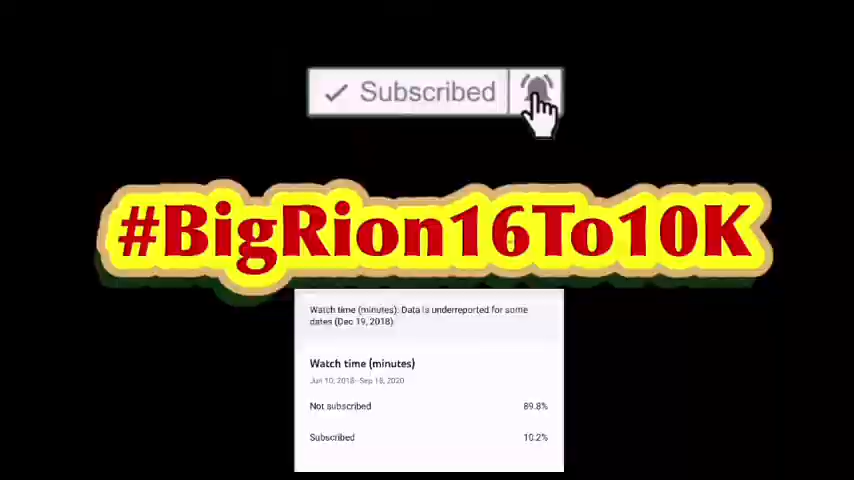 Subscribed
#BigRion16To10K
Watch time (minutes): Data is underreported for some
dates (Dec 19, 2018)
Watch time (minutes)
Jun 10, 2018–Sep 16, 2020
Not subscribed 89.8%
Subscribed 10.2%